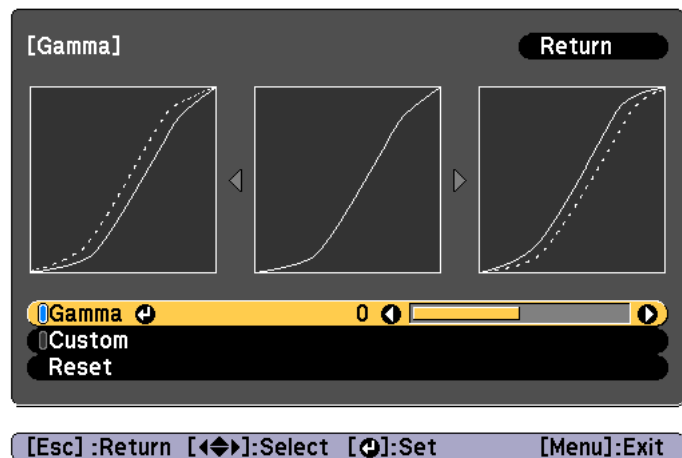 [Gamma] Return
Gamma 0
Custom
Reset
[Esc] :Return [ ]:Select [ ]:Set [Menu]:Exit